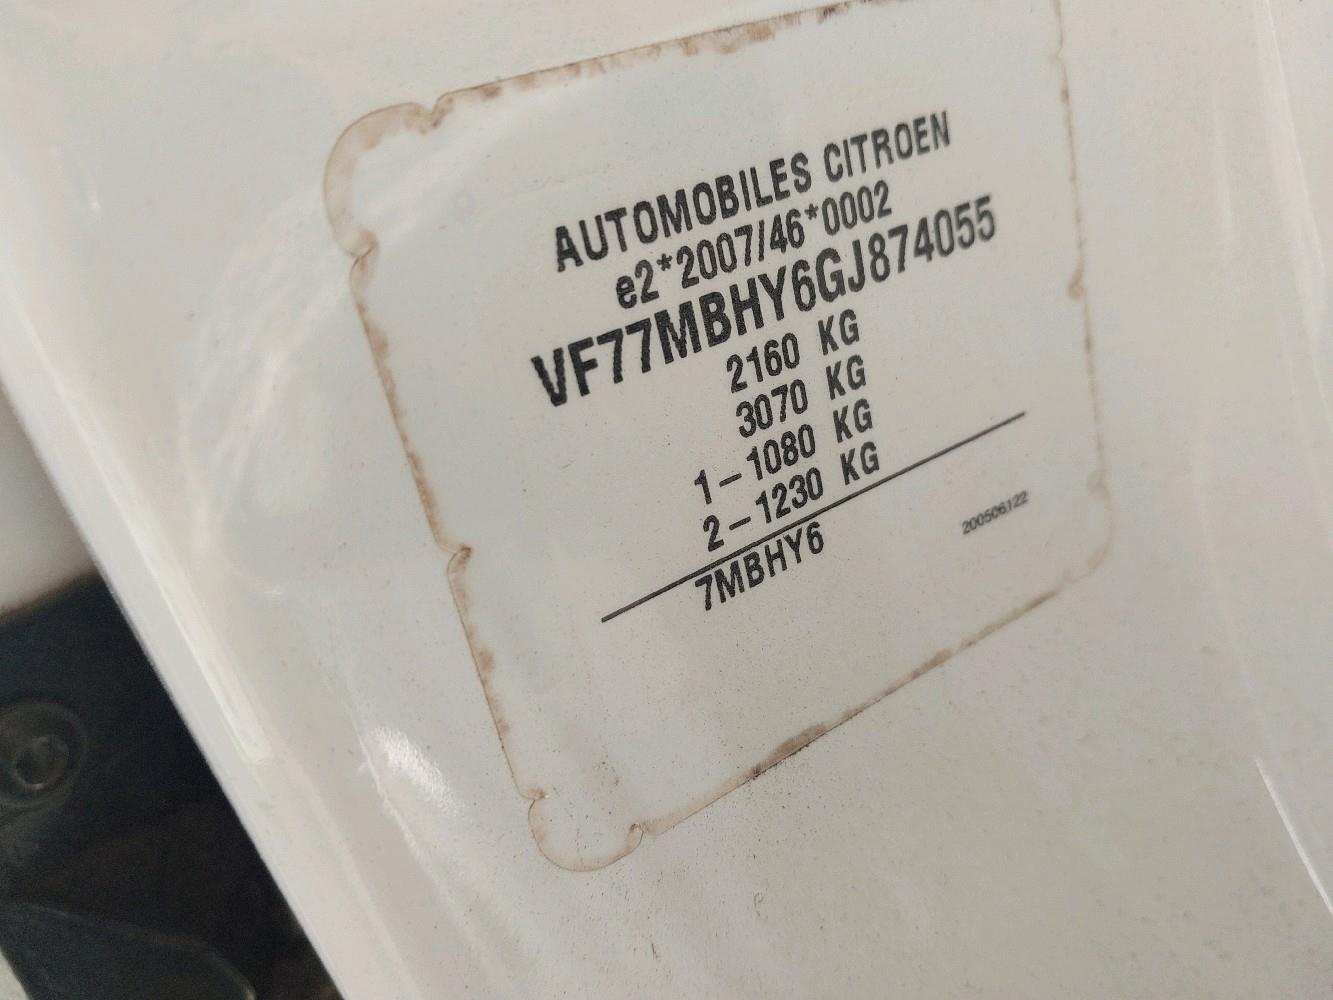 AUTOMOBILES CITROEN
e2*2007/46*0002
VF77MBHY6GJ874055
2160 KG
3070 KG
1-1080 KG
2-1230 KG
7MBHY6
200506122